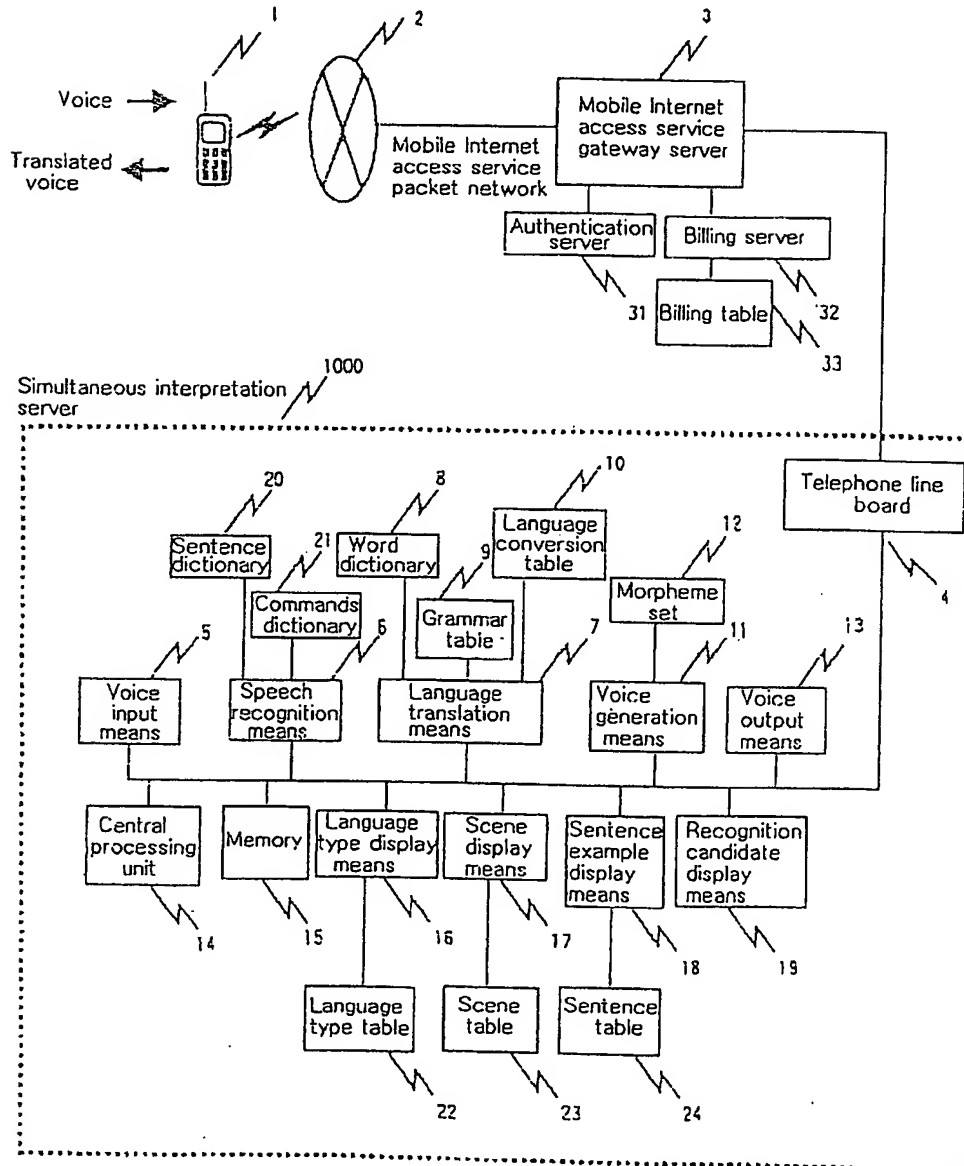 1
2
3
Voice
Translated
voice
Mobile Internet
access service
packet network
Mobile Internet
access service
gateway server
Authentication
server
Billing server
31
Billing table
32
33
Simultaneous interpretation
server
1000
Telephone line
board
4
20
8
10
Sentence
dictionary
21
Word
dictionary
9
Language
conversion
table
12
Commands
dictionary
Grammar
table
Morpheme
set
5
6
7
11
13
Voice
input
means
Speech
recognition
means
Language
translation
means
Voice
generation
means
Voice
output
means
Central
processing
unit
Memory
Language
type display
means
Scene
display
means
Sentence
example
display
means
Recognition
candidate
display
means
14
15
16
17
18
19
Language
type table
Scene
table
Sentence
table
22
23
24